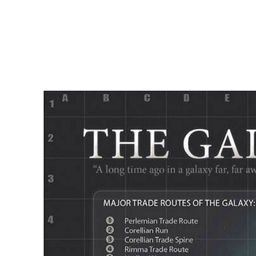 A B C D E
1
THE GAL
2
"A long time ago in a galaxy far, far aw
3
MAJOR TRADE ROUTES OF THE GALAXY:
4
1 Perlemian Trade Route
2 Corellian Run
3 Corellian Trade Spine
4 Rimma Trade Route